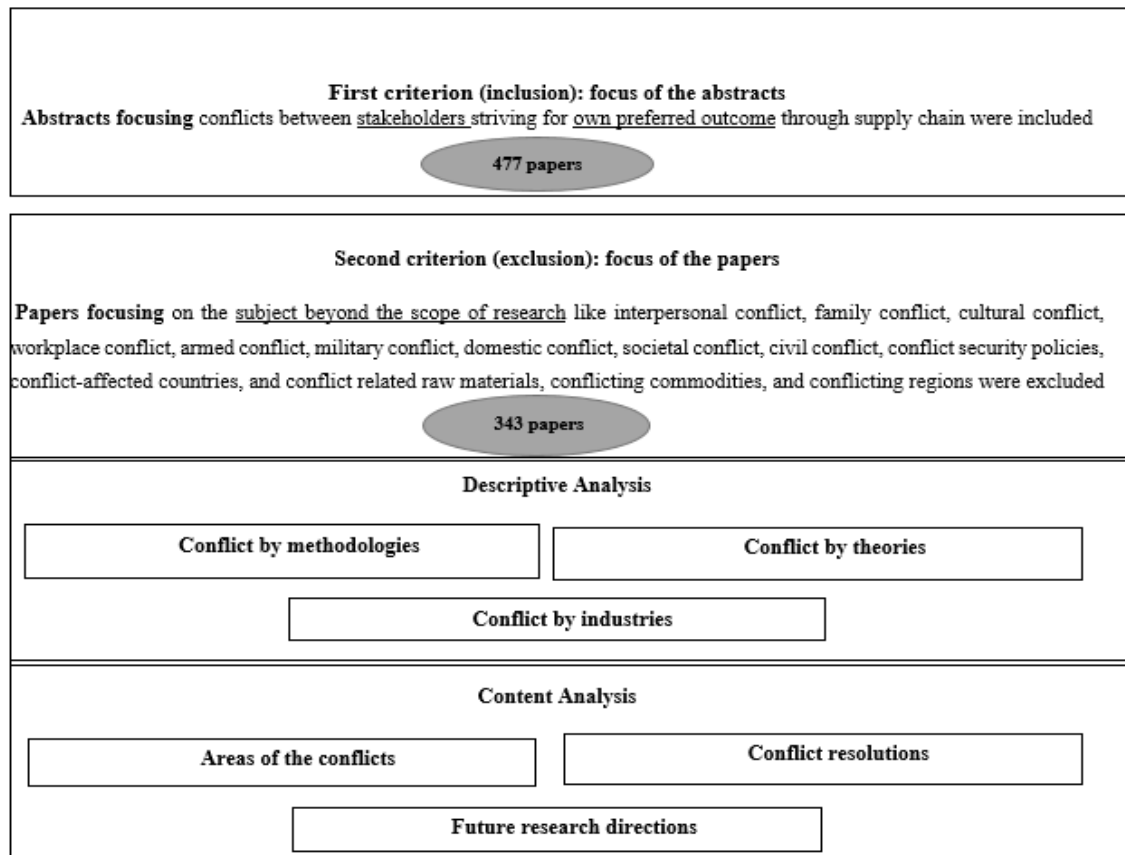 First criterion (inclusion): focus of the abstracts
Abstracts focusing conflicts between stakeholders striving for own preferred outcome through supply chain were included
477 papers
Second criterion (exclusion): focus of the papers
Papers focusing on the subject beyond the scope of research like interpersonal conflict, family conflict, cultural conflict,
workplace conflict, armed conflict, military conflict, domestic conflict, societal conflict, civil conflict, conflict security policies,
conflict-affected countries, and conflict related raw materials, conflicting commodities, and conflicting regions were excluded
343 papers
Descriptive Analysis
Conflict by methodologies
Conflict by theories
Conflict by industries
Content Analysis
Areas of the conflicts
Conflict resolutions
Future research directions